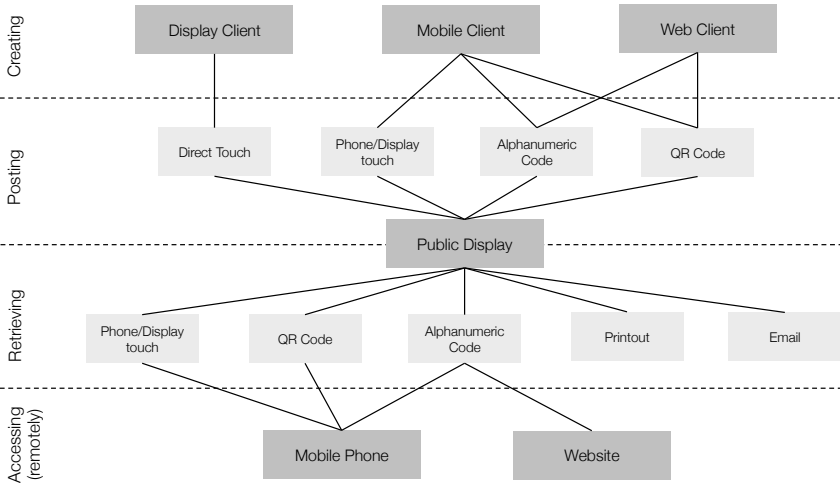 Creating
Display Client
Mobile Client
Web Client
Posting
Direct Touch
Phone/Display
touch
Alphanumeric
Code
QR Code
Public Display
Retrieving
Phone/Display
touch
QR Code
Alphanumeric
Code
Printout
Email
Accessing
(remotely)
Mobile Phone
Website